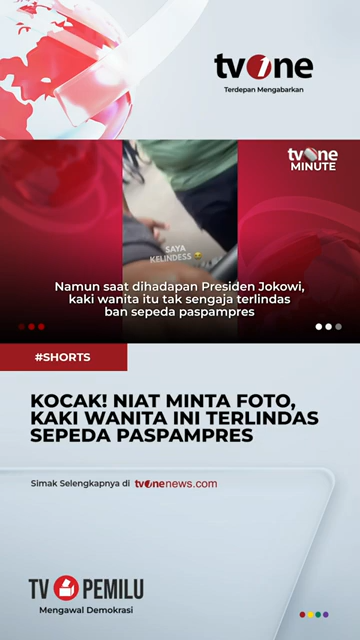 tvOne
Terdepan Mengabarkan
tvOne
MINUTE
SAYA
KELINDESS 😂
Namun saat dihadapan Presiden Jokowi,
kaki wanita itu tak sengaja terlindas
ban sepeda paspampres
#SHORTS
KOCAK! NIAT MINTA FOTO,
KAKI WANITA INI TERLINDAS
SEPEDA PASPAMPRES
Simak Selengkapnya di tvOnenews.com
TV PEMILU
Mengawal Demokrasi